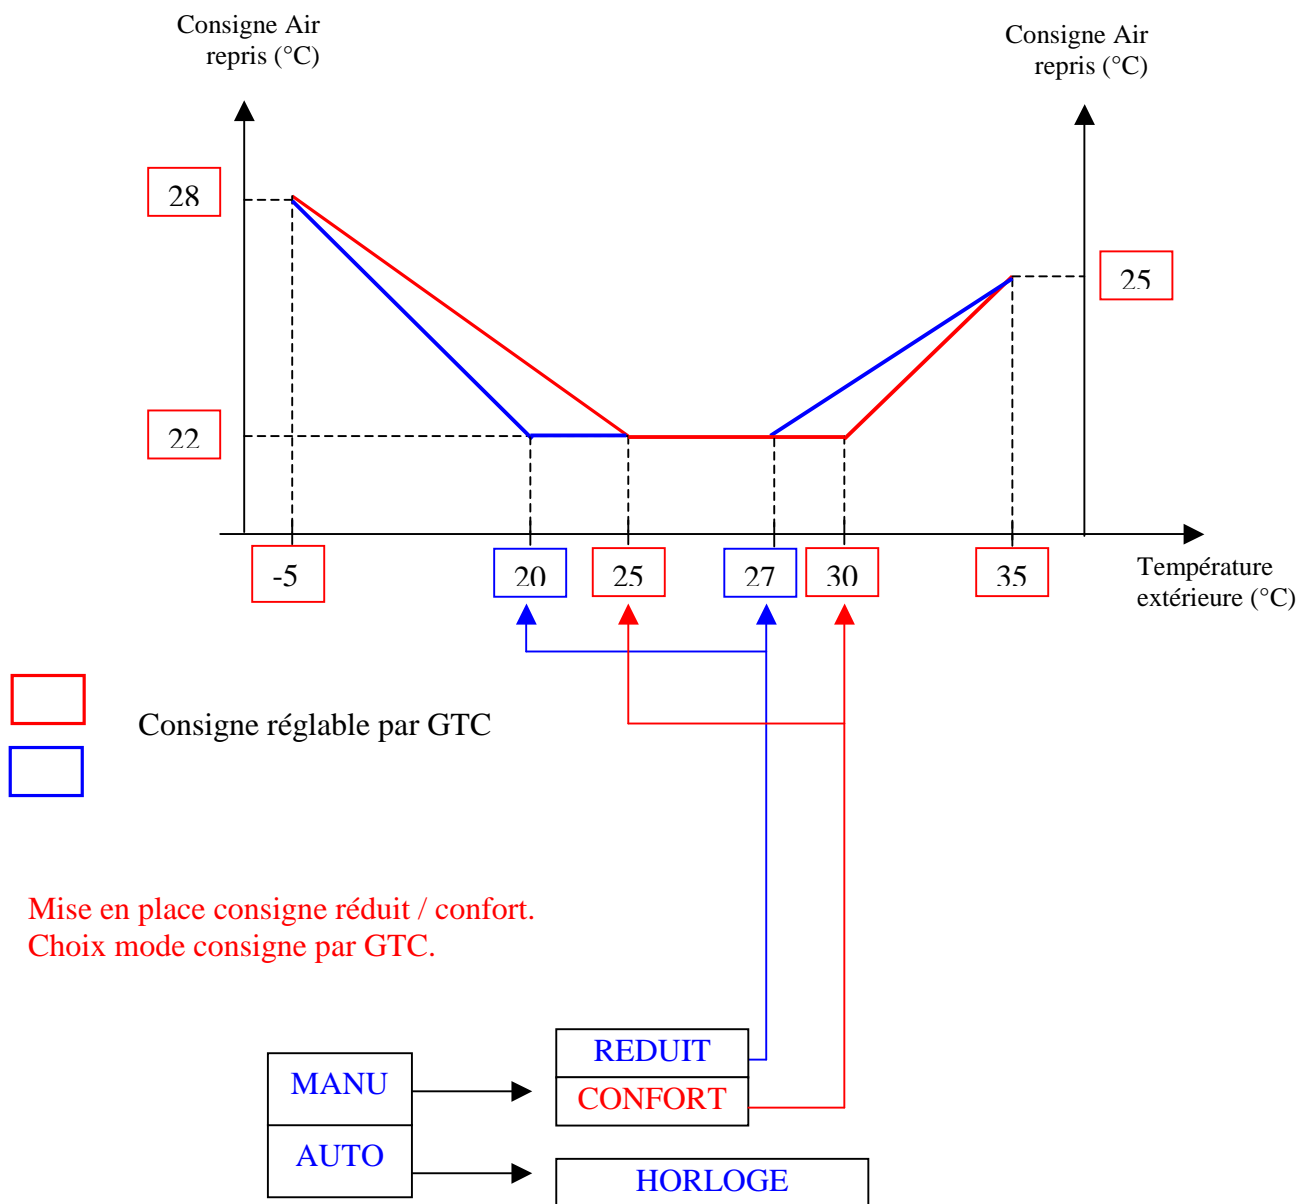 Consigne Air
repris (°C)
Consigne Air
repris (°C)
28
25
22
-5
20
25
27
30
35
Température
extérieure (°C)
Consigne réglable par GTC
Mise en place consigne réduit / confort.
Choix mode consigne par GTC.
REDUIT
MANU
CONFORT
AUTO
HORLOGE